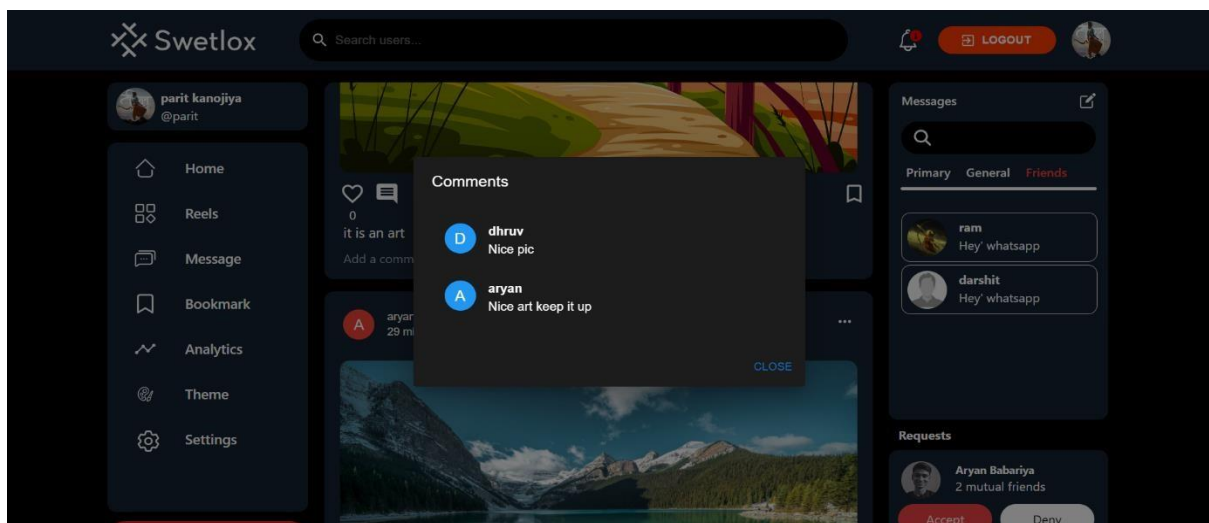 Swetlox
Search users...
LOGOUT
parit kanojiya
@parit
Home
Reels
Message
Bookmark
Analytics
Theme
Settings
0
it is an art
Add a comm
Comments
D
dhruv
Nice pic
A
aryan
Nice art keep it up
CLOSE
A
aryan
29 mi
Messages
Primary General Friends
ram
Hey' whatsapp
darshit
Hey' whatsapp
Requests
Aryan Babariya
2 mutual friends
Accept Deny